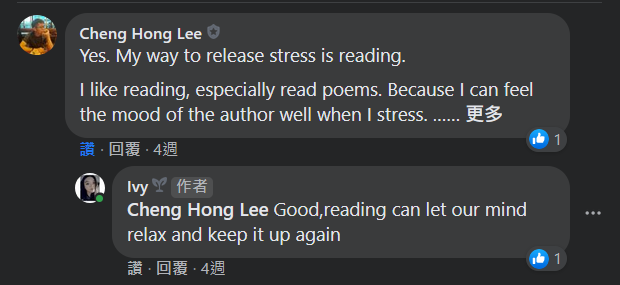 Cheng Hong Lee
Yes. My way to release stress is reading.
I like reading, especially read poems. Because I can feel
the mood of the author well when I stress. ...... 更多
讚 · 回覆 · 4週
1
Ivy 作者
Cheng Hong Lee Good,reading can let our mind
relax and keep it up again
讚 · 回覆 · 4週
1